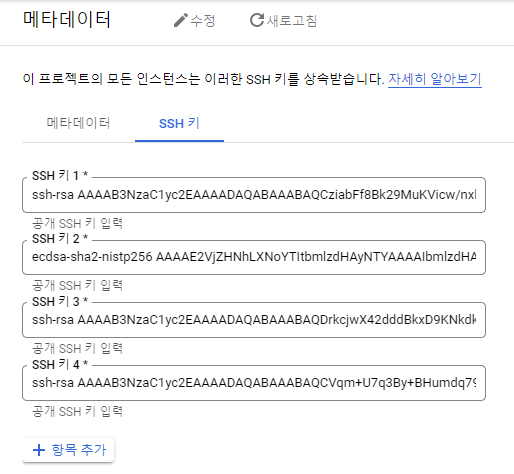 메타데이터
수정
새로고침
이 프로젝트의 모든 인스턴스는 이러한 SSH 키를 상속받습니다. 자세히 알아보기
메타데이터
SSH 키
SSH 키 1 *
ssh-rsa AAAAB3NzaC1yc2EAAAADAQABAAABAQCziabFf8Bk29MuKVicw/nxl
공개 SSH 키 입력
SSH 키 2 *
ecdsa-sha2-nistp256 AAAAE2VjZHNhLXNoYTItbmlzdHAyNTYAAAAIbmlzdHA
공개 SSH 키 입력
SSH 키 3 *
ssh-rsa AAAAB3NzaC1yc2EAAAADAQABAAABAQDrkcjwX42dddBkxD9KNkdk
공개 SSH 키 입력
SSH 키 4 *
ssh-rsa AAAAB3NzaC1yc2EAAAADAQABAAABAQCVqm+U7q3By+BHumdq79
공개 SSH 키 입력
항목 추가